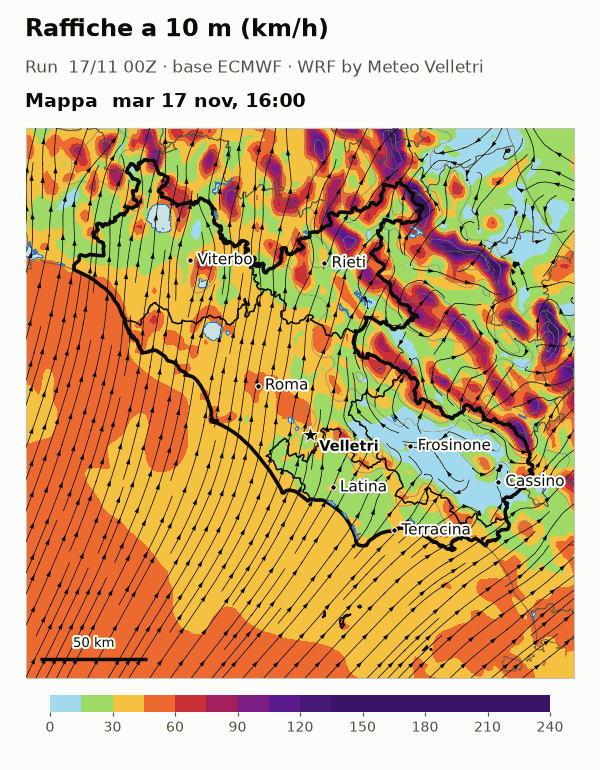 Raffiche a 10 m (km/h)
Run 17/11 00Z · base ECMWF · WRF by Meteo Velletri
Mappa mar 17 nov, 16:00
Viterbo
Rieti
Roma
Velletri
Frosinone
Latina
Cassino
Terracina
50 km
0 30 60 90 120 150 180 210 240